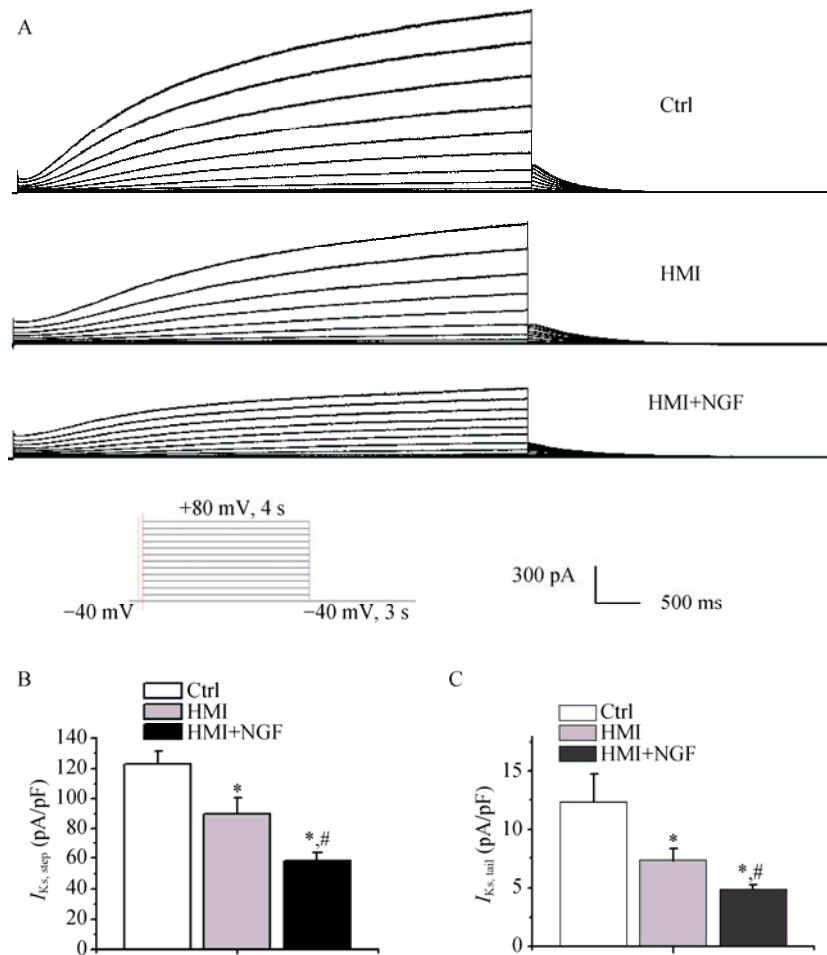 A
Ctrl
HMI
HMI+NGF
+80 mV, 4 s
−40 mV
−40 mV, 3 s
300 pA
500 ms
B
Ctrl
HMI
HMI+NGF
140
120
100
80
60
40
20
0
I_Ks, step (pA/pF)
*
*,#
C
Ctrl
HMI
HMI+NGF
15
10
5
0
I_Ks, tail (pA/pF)
*
*,#